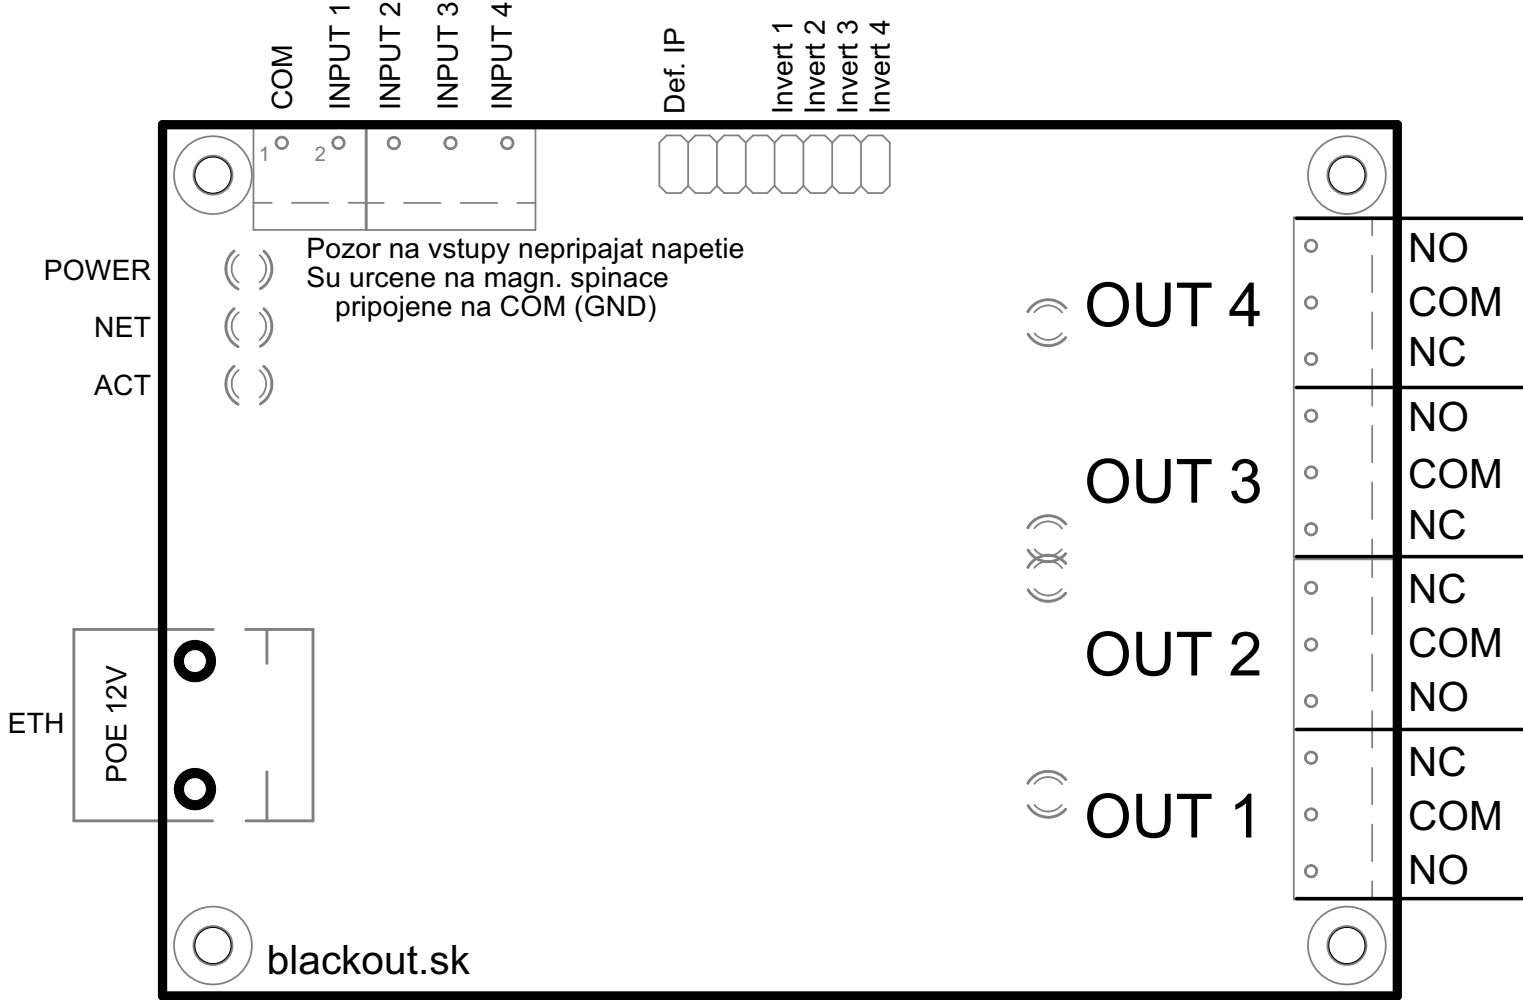 COM
INPUT 1
INPUT 2
INPUT 3
INPUT 4
Def. IP
Invert 1
Invert 2
Invert 3
Invert 4
1
2
Pozor na vstupy nepripajat napetie
Su urcene na magn. spinace
pripojene na COM (GND)
POWER
NET
ACT
OUT 4
NO
COM
NC
OUT 3
NO
COM
NC
OUT 2
NC
COM
NO
OUT 1
NC
COM
NO
ETH
POE 12V
blackout.sk